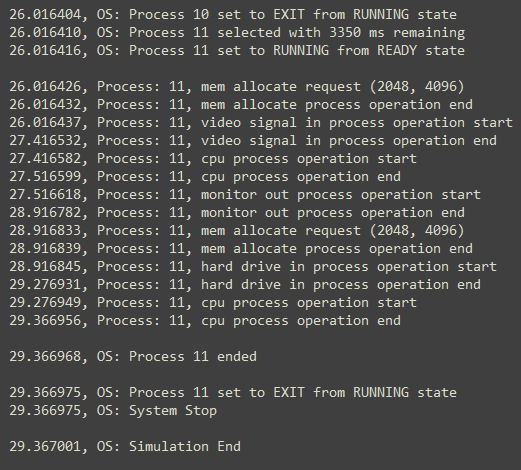 26.016404, OS: Process 10 set to EXIT from RUNNING state
26.016410, OS: Process 11 selected with 3350 ms remaining
26.016416, OS: Process 11 set to RUNNING from READY state
26.016426, Process: 11, mem allocate request (2048, 4096)
26.016432, Process: 11, mem allocate process operation end
26.016437, Process: 11, video signal in process operation start
27.416532, Process: 11, video signal in process operation end
27.416582, Process: 11, cpu process operation start
27.516599, Process: 11, cpu process operation end
27.516618, Process: 11, monitor out process operation start
28.916782, Process: 11, monitor out process operation end
28.916833, Process: 11, mem allocate request (2048, 4096)
28.916839, Process: 11, mem allocate process operation end
28.916845, Process: 11, hard drive in process operation start
29.276931, Process: 11, hard drive in process operation end
29.276949, Process: 11, cpu process operation start
29.366956, Process: 11, cpu process operation end
29.366968, OS: Process 11 ended
29.366975, OS: Process 11 set to EXIT from RUNNING state
29.366975, OS: System Stop
29.367001, OS: Simulation End